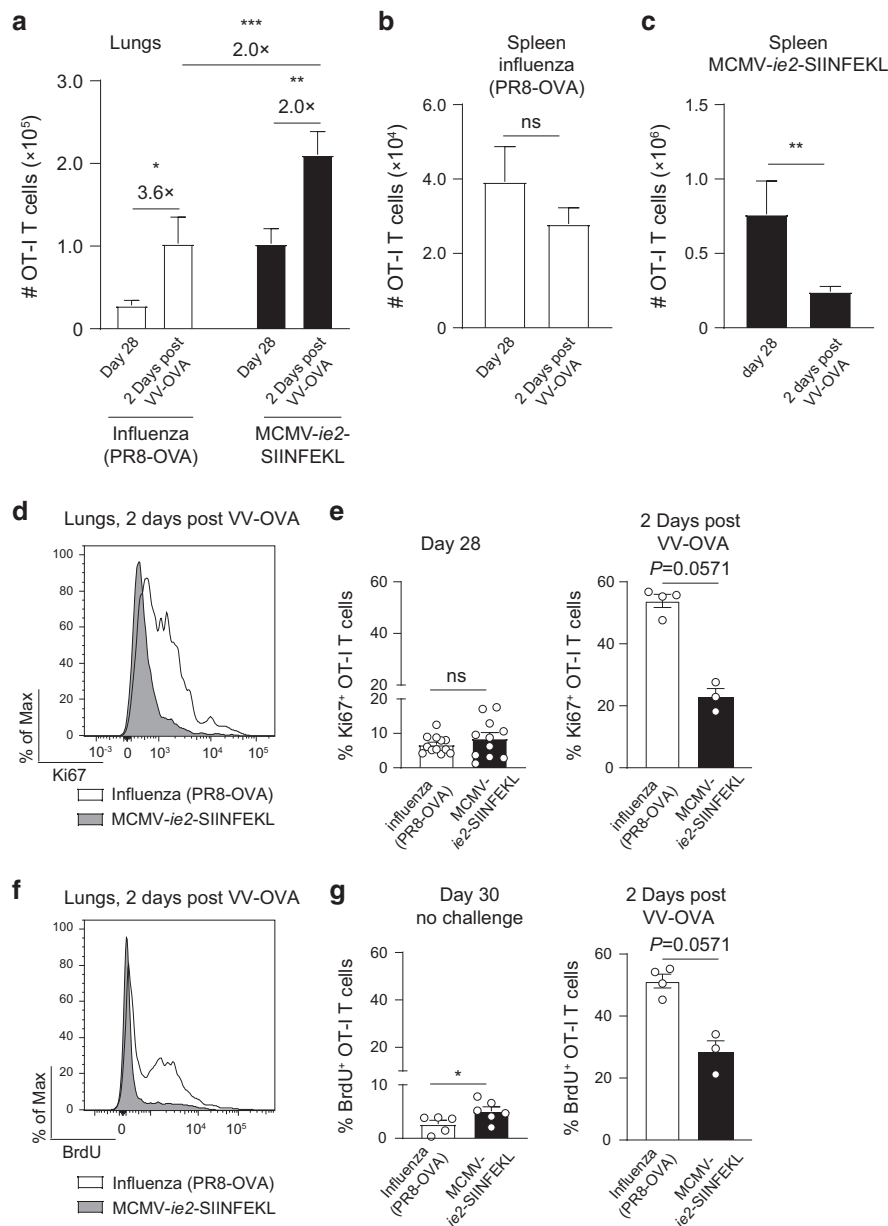 a
Lungs
***
2.0×
**
2.0×
*
3.6×
# OT-I T cells (×10⁵)
3.0
2.0
1.0
0
Day 28
2 Days post
VV-OVA
Day 28
2 Days post
VV-OVA
Influenza
(PR8-OVA)
MCMV-ie2-
SIINFEKL
b
Spleen
influenza
(PR8-OVA)
ns
# OT-I T cells (×10⁴)
6.0
4.0
2.0
0
Day 28
2 Days post
VV-OVA
c
Spleen
MCMV-ie2-SIINFEKL
**
# OT-I T cells (×10⁶)
1.5
1.0
0.5
0
day 28
2 days post
VV-OVA
d
Lungs, 2 days post VV-OVA
% of Max
100
80
60
40
20
0
10⁻³
0
10³
10⁴
10⁵
Ki67
Influenza (PR8-OVA)
MCMV-ie2-SIINFEKL
e
Day 28
ns
% Ki67⁺ OT-I T cells
60
40
20
20
10
0
influenza
(PR8-OVA)
MCMV-
ie2-SIINFEKL
2 Days post
VV-OVA
P=0.0571
% Ki67⁺ OT-I T cells
60
40
20
0
influenza
(PR8-OVA)
MCMV-
ie2-SIINFEKL
f
Lungs, 2 days post VV-OVA
% of Max
100
80
60
40
20
0
0
10⁴
10⁵
BrdU
Influenza (PR8-OVA)
MCMV-ie2-SIINFEKL
g
Day 30
no challenge
*
% BrdU⁺ OT-I T cells
60
40
20
10
5
0
Influenza
(PR8-OVA)
MCMV-
ie2-SIINFEKL
2 Days post
VV-OVA
P=0.0571
% BrdU⁺ OT-I T cells
60
40
20
0
Influenza
(PR8-OVA)
MCMV-
ie2-SIINFEKL